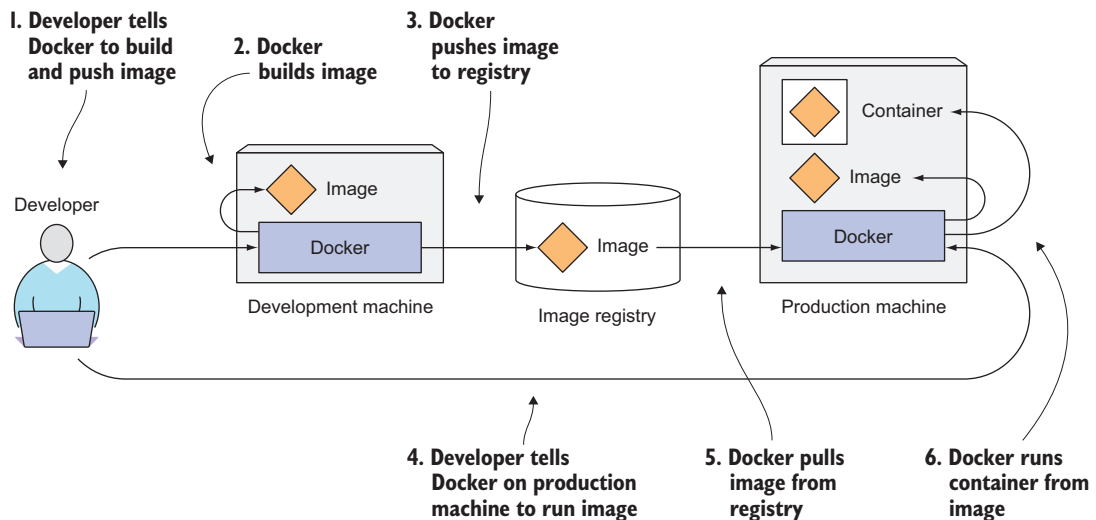 1. Developer tells
Docker to build
and push image
2. Docker
builds image
3. Docker
pushes image
to registry
Developer
Image
Docker
Development machine
Image
Image registry
Container
Image
Docker
Production machine
4. Developer tells
Docker on production
machine to run image
5. Docker pulls
image from
registry
6. Docker runs
container from
image